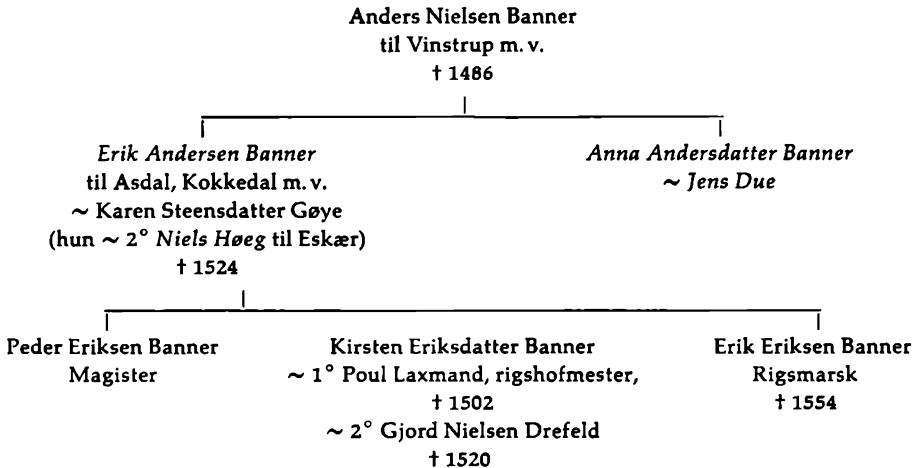 Anders Nielsen Banner
til Vinstrup m. v.
† 1486
Erik Andersen Banner
til Asdal, Kokkedal m. v.
~ Karen Steensdatter Gøye
(hun ~ 2° Niels Høeg til Eskær)
† 1524
Anna Andersdatter Banner
~ Jens Due
Peder Eriksen Banner
Magister
Kirsten Eriksdatter Banner
~ 1° Poul Laxmand, rigshofmester,
† 1502
~ 2° Gjord Nielsen Drefeld
† 1520
Erik Eriksen Banner
Rigsmarsk
† 1554